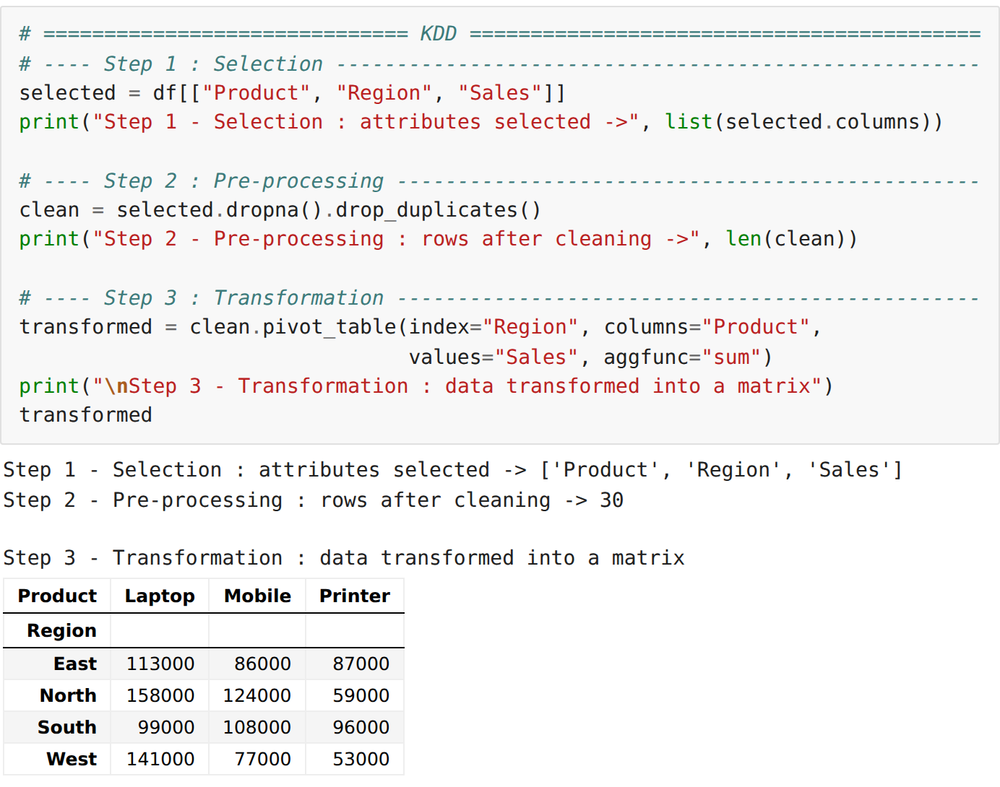 # ============================== KDD ==========================================
# ---- Step 1 : Selection -----------------------------------------------------
selected = df[["Product", "Region", "Sales"]]
print("Step 1 - Selection : attributes selected ->", list(selected.columns))

# ---- Step 2 : Pre-processing ------------------------------------------------
clean = selected.dropna().drop_duplicates()
print("Step 2 - Pre-processing : rows after cleaning ->", len(clean))

# ---- Step 3 : Transformation ------------------------------------------------
transformed = clean.pivot_table(index="Region", columns="Product",
                                values="Sales", aggfunc="sum")
print("\nStep 3 - Transformation : data transformed into a matrix")
transformed
Step 1 - Selection : attributes selected -> ['Product', 'Region', 'Sales']
Step 2 - Pre-processing : rows after cleaning -> 30

Step 3 - Transformation : data transformed into a matrix
Product Laptop Mobile Printer
Region
East 113000 86000 87000
North 158000 124000 59000
South 99000 108000 96000
West 141000 77000 53000